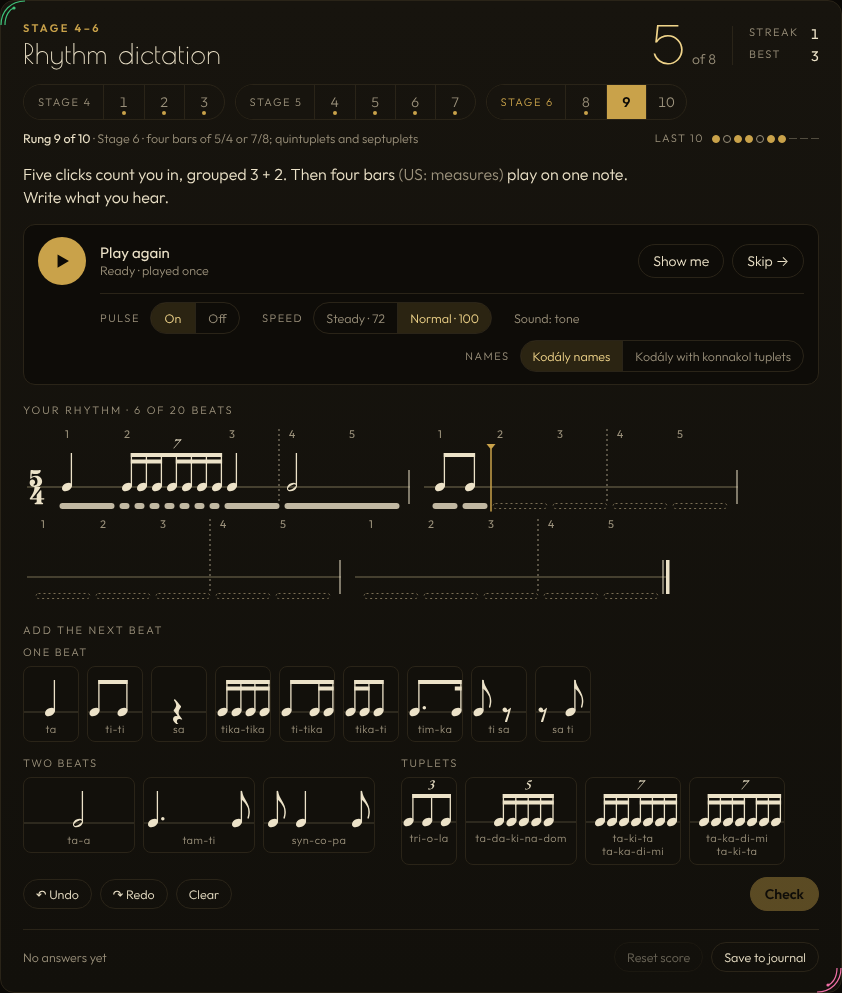 STAGE 4–6
Rhythm dictation
5 of 8
STREAK 1
BEST 3
STAGE 4 1 2 3 STAGE 5 4 5 6 7 STAGE 6 8 9 10
Rung 9 of 10 · Stage 6 · four bars of 5/4 or 7/8; quintuplets and septuplets
LAST 10
Five clicks count you in, grouped 3 + 2. Then four bars (US: measures) play on one note.
Write what you hear.
Play again
Ready · played once
Show me
Skip →
PULSE On Off SPEED Steady · 72 Normal · 100 Sound: tone
NAMES Kodály names Kodály with konnakol tuplets
YOUR RHYTHM · 6 OF 20 BEATS
1 2 3 4 5 1 2 3 4 5
7
5
4
1 2 3 4 5 1 2 3 4 5
ADD THE NEXT BEAT
ONE BEAT
ta ti-ti sa tika-tika ti-tika tika-ti tim-ka ti sa sa ti
TWO BEATS TUPLETS
3 5 7 7
ta-a tam-ti syn-co-pa tri-o-la ta-da-ki-na-dom ta-ki-ta ta-ka-di-mi
ta-ka-di-mi ta-ki-ta
↶ Undo ↷ Redo Clear Check
No answers yet Reset score Save to journal